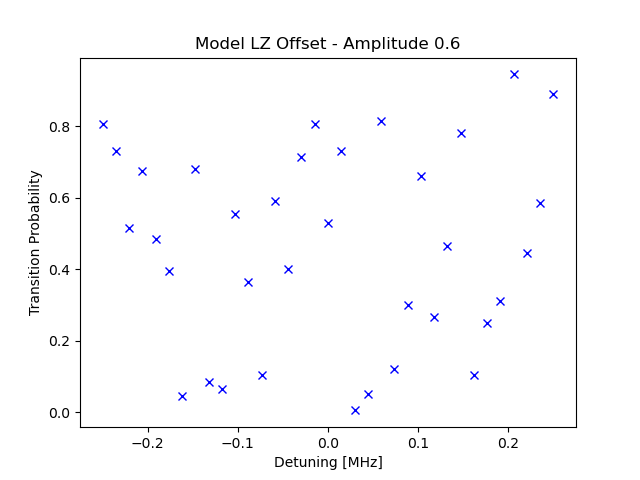 Model LZ Offset - Amplitude 0.6
Transition Probability
0.8
0.6
0.4
0.2
0.0
−0.2 −0.1 0.0 0.1 0.2
Detuning [MHz]